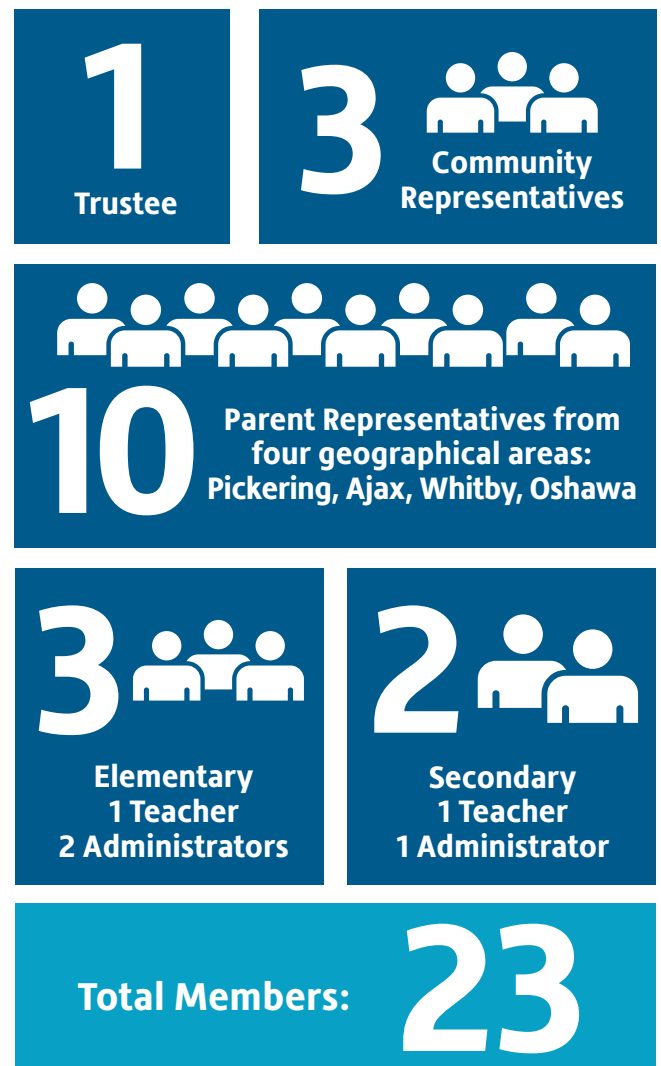 1
Trustee
3
Community
Representatives
10
Parent Representatives from
four geographical areas:
Pickering, Ajax, Whitby, Oshawa
3
Elementary
1 Teacher
2 Administrators
2
Secondary
1 Teacher
1 Administrator
Total Members: 23